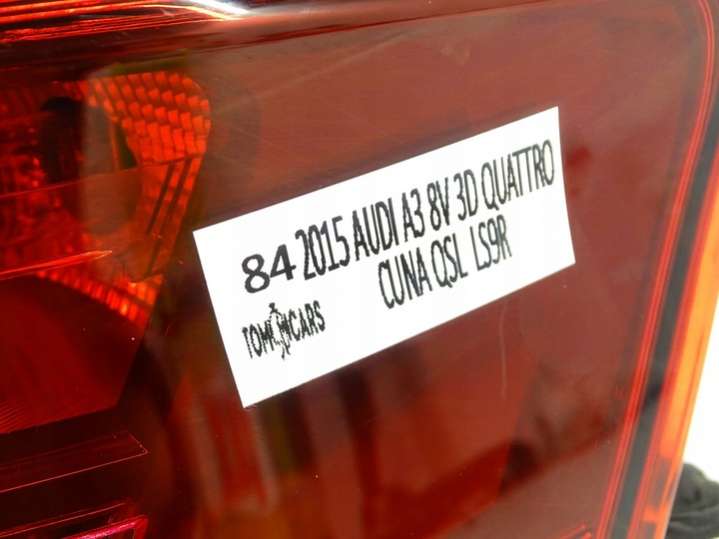 84 2015 AUDI A3 8V 3D QUATTRO
CUNA QSL LS9R
TOM CARS